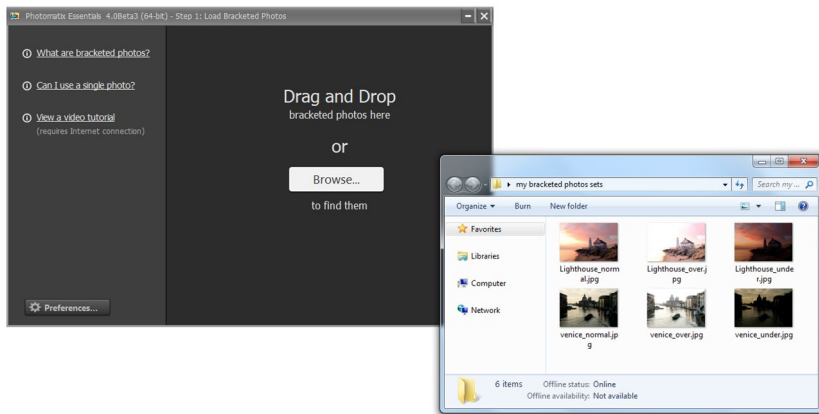 Photomatix Essentials 4.0Beta3 (64-bit) - Step 1: Load Bracketed Photos
What are bracketed photos?
Can I use a single photo?
View a video tutorial
(requires Internet connection)
Drag and Drop
bracketed photos here
or
Browse...
to find them
Preferences...
my bracketed photos sets
Search my ...
Organize
Burn
New folder
Favorites
Libraries
Computer
Network
Lighthouse_norm
al.jpg
Lighthouse_over.j
pg
Lighthouse_unde
r.jpg
venice_normal.jp
g
venice_over.jpg
venice_under.jpg
6 items
Offline status: Online
Offline availability: Not available